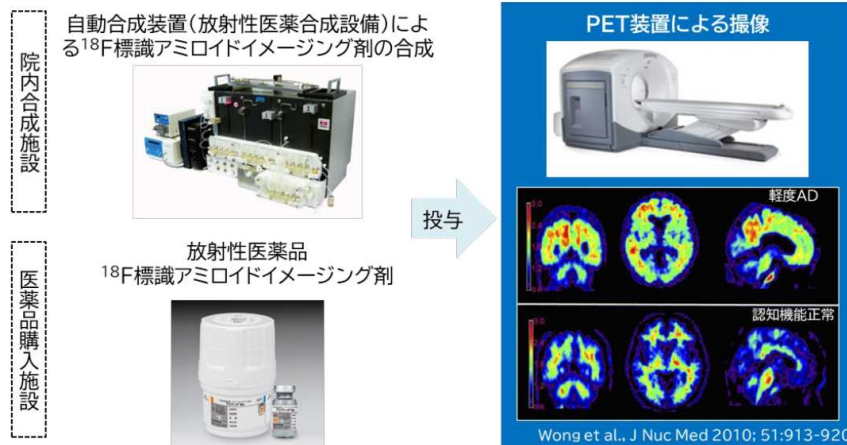 自動合成装置(放射性医薬合成設備)によ
る¹⁸F標識アミロイドイメージング剤の合成
院内合成施設
投与
放射性医薬品
¹⁸F標識アミロイドイメージング剤
医薬品購入施設
PET装置による撮像
軽度AD
認知機能正常
Wong et al., J Nuc Med 2010; 51:913-920